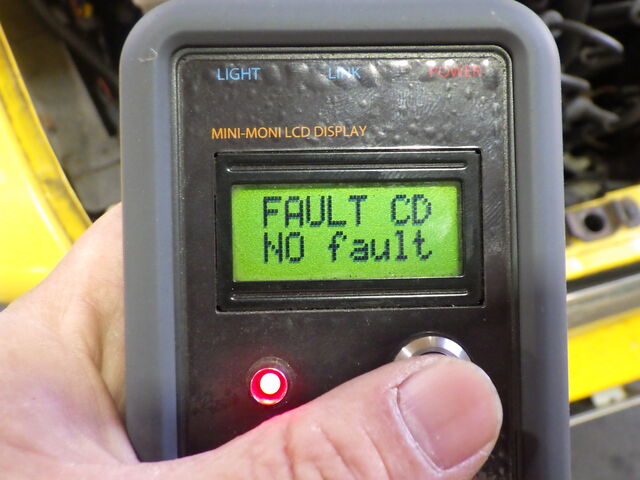 LIGHT LINK POWER
MINI-MONI LCD DISPLAY
FAULT CD
NO fault